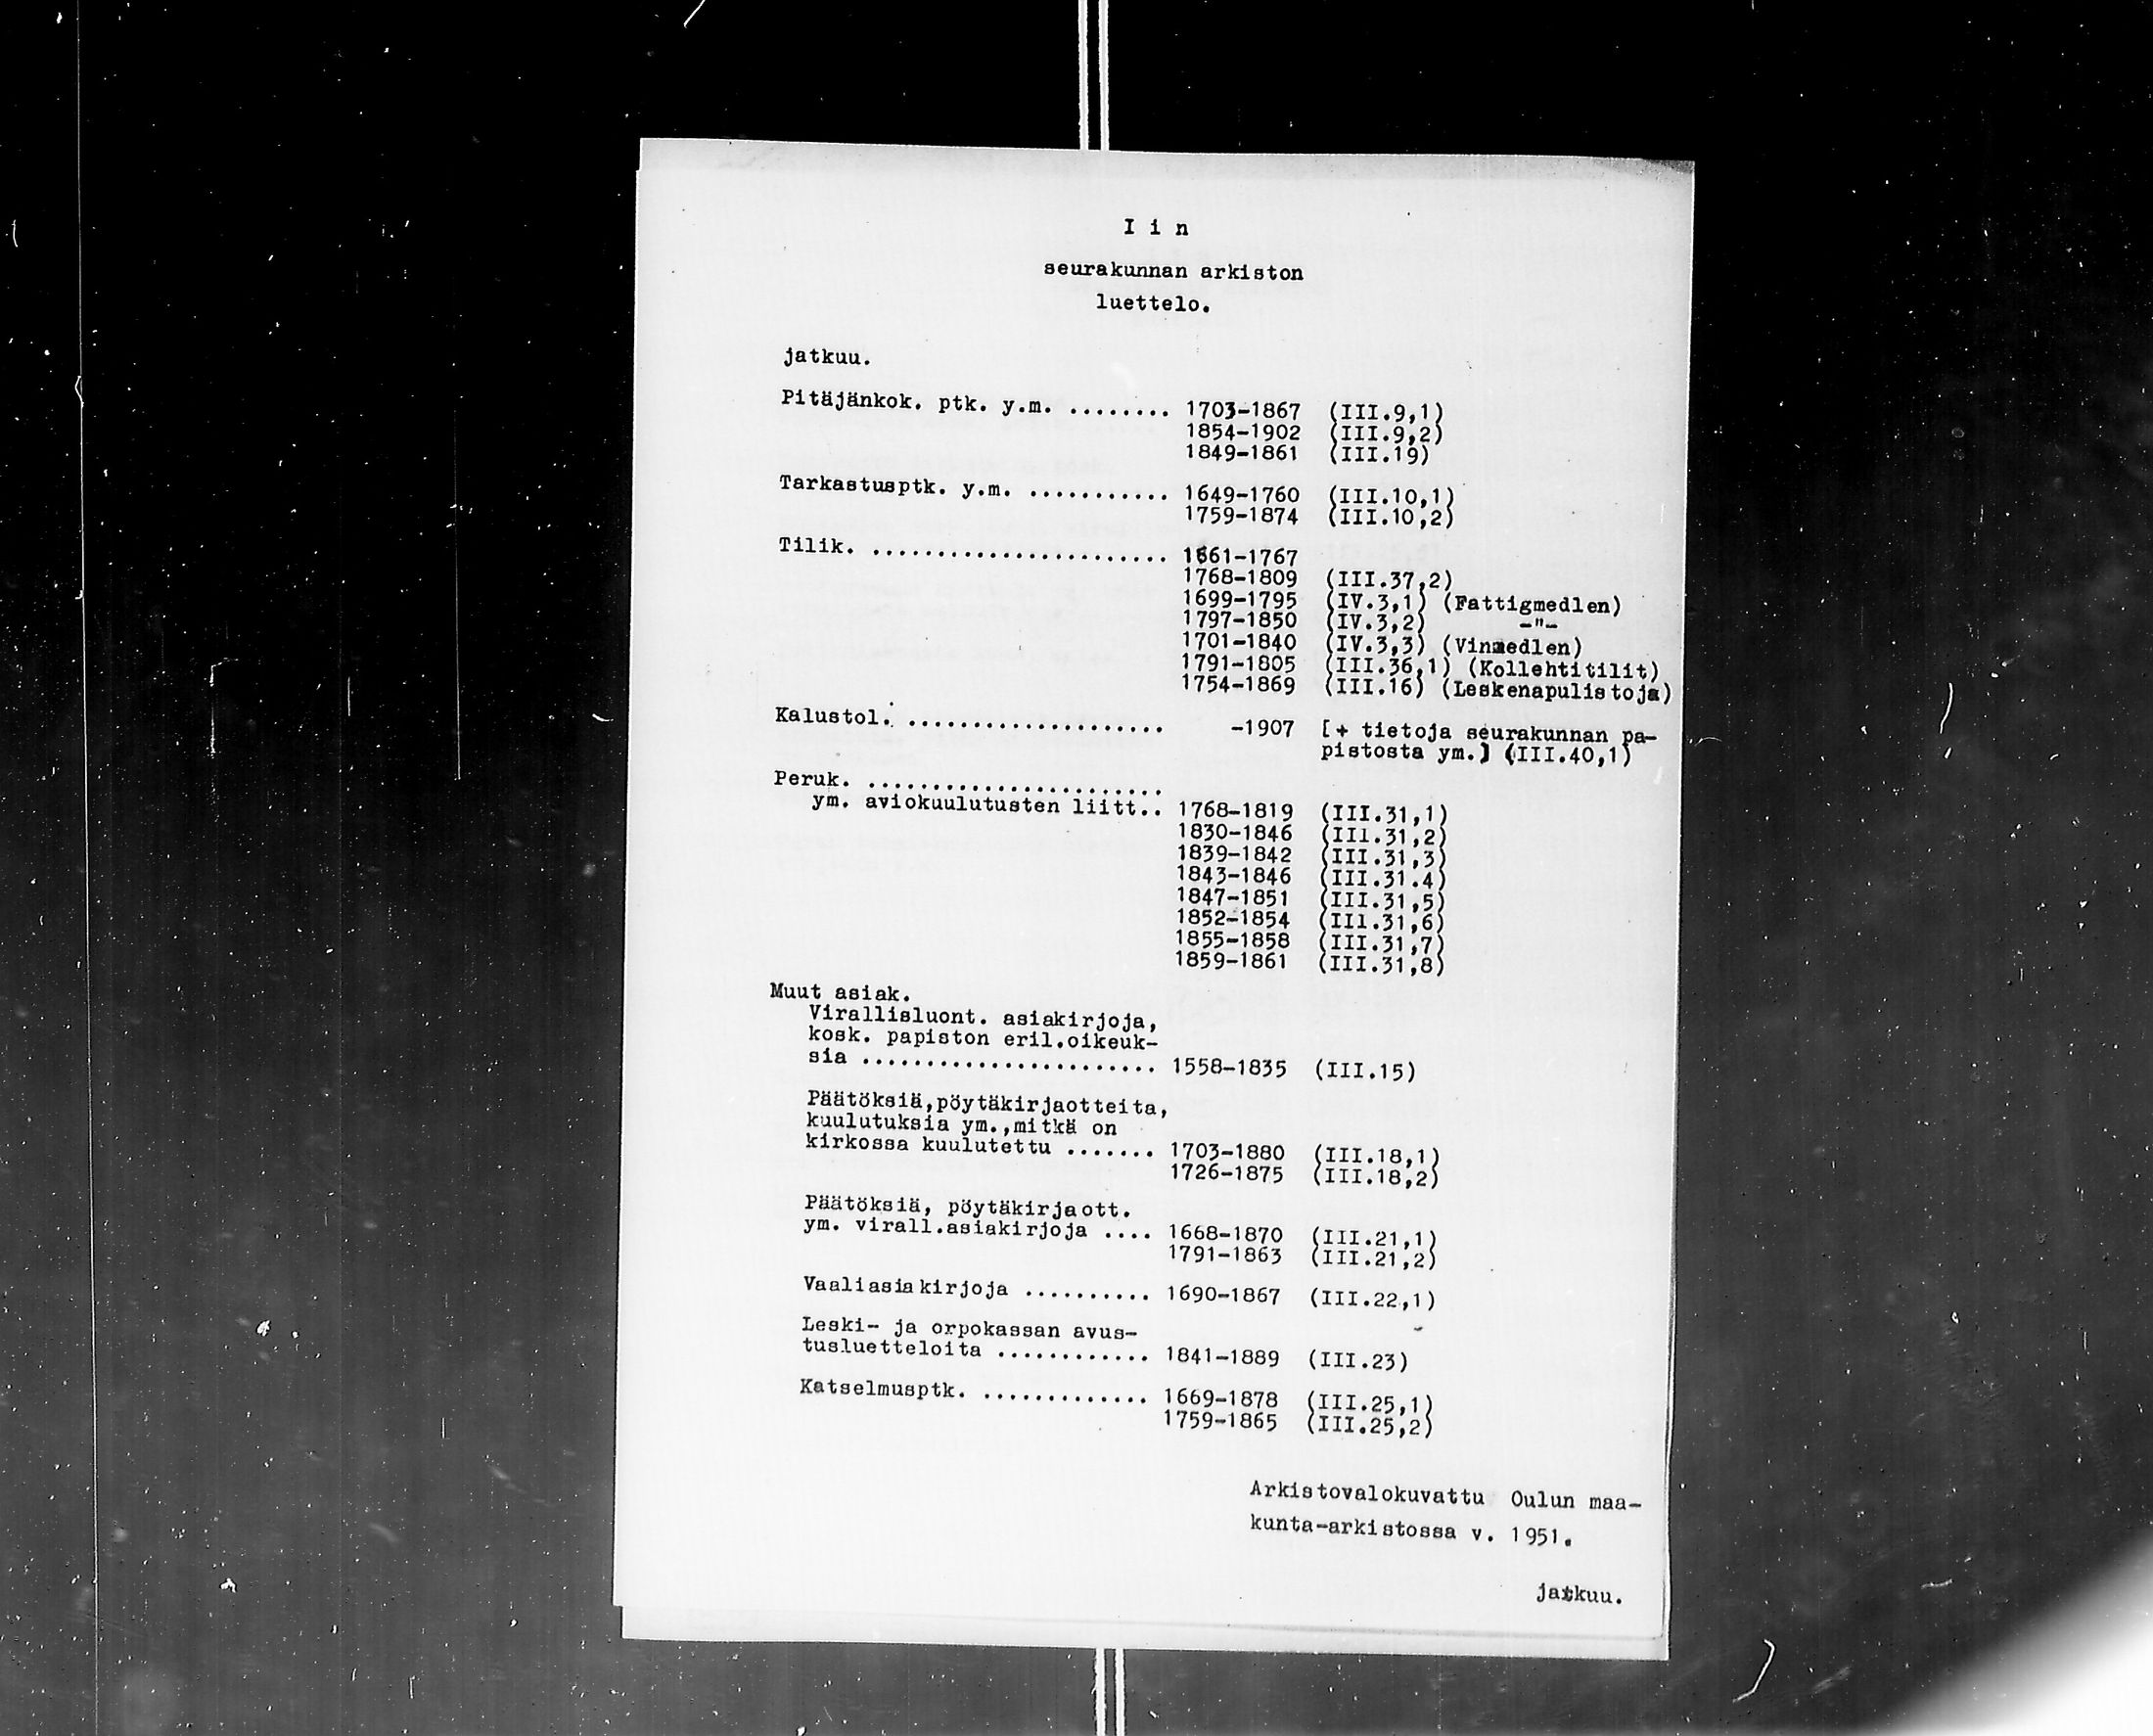 I i n
seurakunnan arkiston
luettelo.
jatkuu.
Pitäjänkok. ptk. y.m. ........ 1703-1867 (III.9,1)
1854-1902 (III.9,2)
1849-1861 (III.19)
Tarkastusptk. y.m. ........... 1649-1760 (III.10,1)
1759-1874 (III.10,2)
Tilik. ....................... 1661-1767
1768-1809 (III.37,2)
1699-1795 (IV.3,1) (Fattigmedlen)
1797-1850 (IV.3,2) -"-
1701-1840 (IV.3,3) (Vinmedlen)
1791-1805 (III.36,1) (Kollehtitilit)
1754-1869 (III.16) (Leskenapulistoja)
Kalustol. .................... -1907 [+ tietoja seurakunnan pa-
pistosta ym.] (III.40,1)
Peruk. .......................
ym. aviokuulutusten liitt.. 1768-1819 (III.31,1)
1830-1846 (III.31,2)
1839-1842 (III.31,3)
1843-1846 (III.31.4)
1847-1851 (III.31,5)
1852-1854 (III.31,6)
1855-1858 (III.31,7)
1859-1861 (III.31,8)
Muut asiak.
Virallisluont. asiakirjoja,
kosk. papiston eril.oikeuk-
sia ....................... 1558-1835 (III.15)
Päätöksiä,pöytäkirjaotteita,
kuulutuksia ym.,mitkä on
kirkossa kuulutettu ....... 1703-1880 (III.18,1)
1726-1875 (III.18,2)
Päätöksiä, pöytäkirjaott.
ym. virall.asiakirjoja .... 1668-1870 (III.21,1)
1791-1863 (III.21,2)
Vaaliasiakirjoja .......... 1690-1867 (III.22,1)
Leski- ja orpokassan avus-
tusluetteloita ............ 1841-1889 (III.23)
Katselmusptk. ............. 1669-1878 (III.25,1)
1759-1865 (III.25,2)
Arkistovalokuvattu Oulun maa-
kunta-arkistossa v. 1951.
jatkuu.